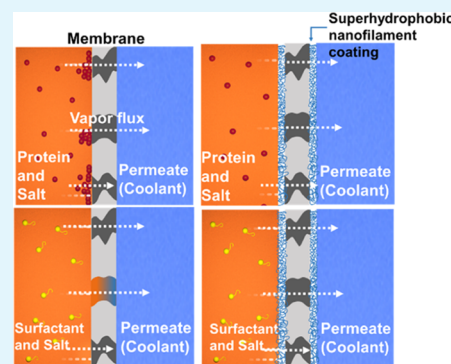 Membrane
Superhydrophobic
nanofilament
coating
Vapor flux
Protein
and
Salt
Permeate
(Coolant)
Protein
and
Salt
Permeate
(Coolant)
Surfactant
and Salt
Permeate
(Coolant)
Surfactant
and Salt
Permeate
(Coolant)